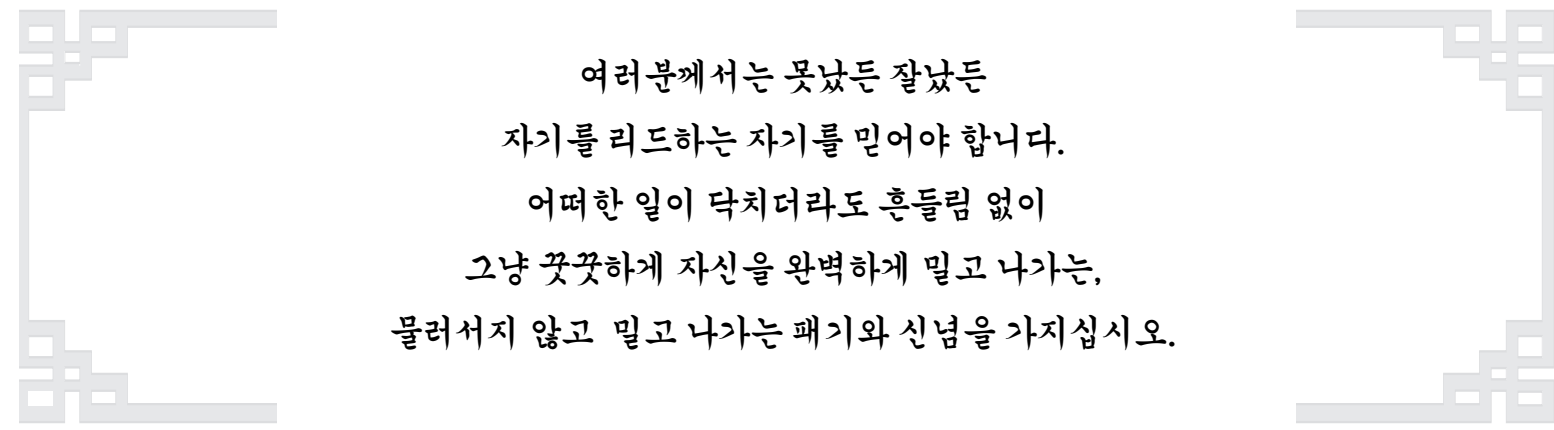 여러분께서는 못났든 잘났든
자기를 리드하는 자기를 믿어야 합니다.
어떠한 일이 닥치더라도 흔들림 없이
그냥 꿋꿋하게 자신을 완벽하게 밀고 나가는,
물러서지 않고 밀고 나가는 패기와 신념을 가지십시오.